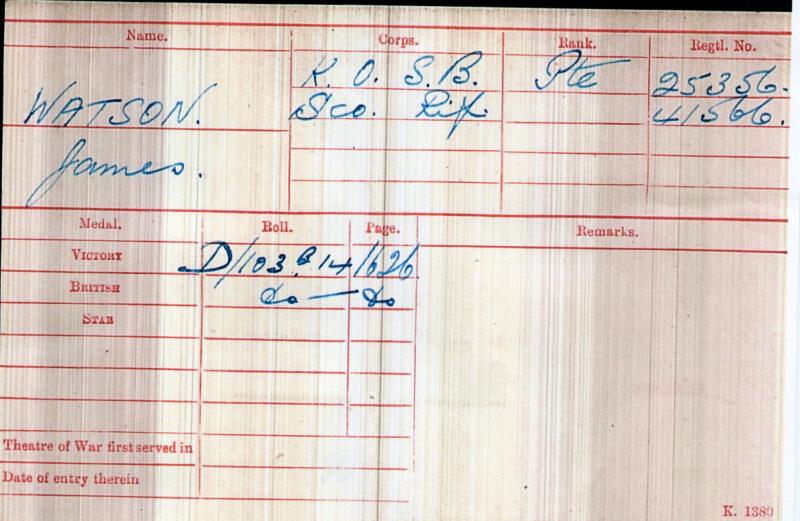 Name. Corps. Rank. Regtl. No.
K. O. S. B. Pte 25356.
WATSON. Sco. Rif. 41566.
James.
Medal. Roll. Page. Remarks.
VICTORY D/103 B 14 1626
BRITISH do — do
STAR
Theatre of War first served in
Date of entry therein
K. 1380